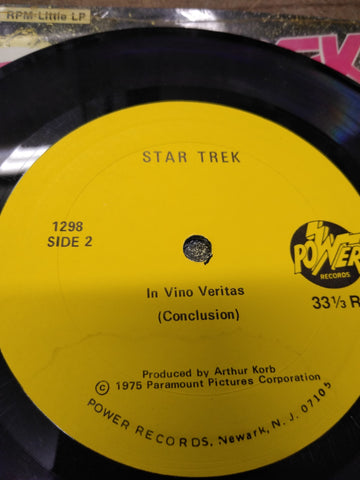 RPM-Little LP
STAR TREK
1298
SIDE 2
POWER
RECORDS
33⅓ R
In Vino Veritas
(Conclusion)
Produced by Arthur Korb
© 1975 Paramount Pictures Corporation
POWER RECORDS, Newark, N. J. 07105